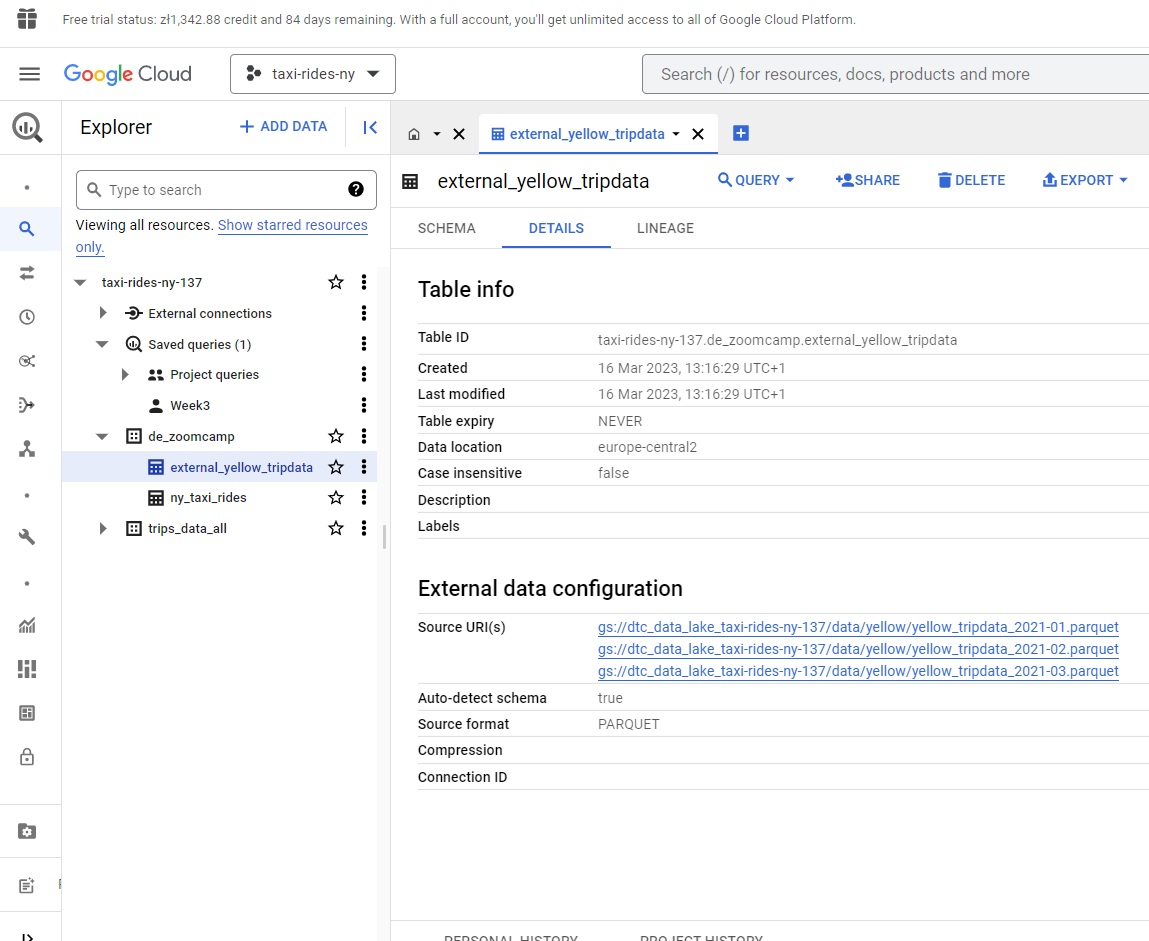 Free trial status: zł1,342.88 credit and 84 days remaining. With a full account, you'll get unlimited access to all of Google Cloud Platform.
Google Cloud
taxi-rides-ny
Search (/) for resources, docs, products and more
Explorer
ADD DATA
external_yellow_tripdata
Type to search
Viewing all resources. Show starred resources
only.
taxi-rides-ny-137
External connections
Saved queries (1)
Project queries
Week3
de_zoomcamp
external_yellow_tripdata
ny_taxi_rides
trips_data_all
external_yellow_tripdata
QUERY
SHARE
DELETE
EXPORT
SCHEMA
DETAILS
LINEAGE
Table info
Table ID taxi-rides-ny-137.de_zoomcamp.external_yellow_tripdata
Created 16 Mar 2023, 13:16:29 UTC+1
Last modified 16 Mar 2023, 13:16:29 UTC+1
Table expiry NEVER
Data location europe-central2
Case insensitive false
Description
Labels
External data configuration
Source URI(s) gs://dtc_data_lake_taxi-rides-ny-137/data/yellow/yellow_tripdata_2021-01.parquet
gs://dtc_data_lake_taxi-rides-ny-137/data/yellow/yellow_tripdata_2021-02.parquet
gs://dtc_data_lake_taxi-rides-ny-137/data/yellow/yellow_tripdata_2021-03.parquet
Auto-detect schema true
Source format PARQUET
Compression
Connection ID
PERSONAL HISTORY
PROJECT HISTORY